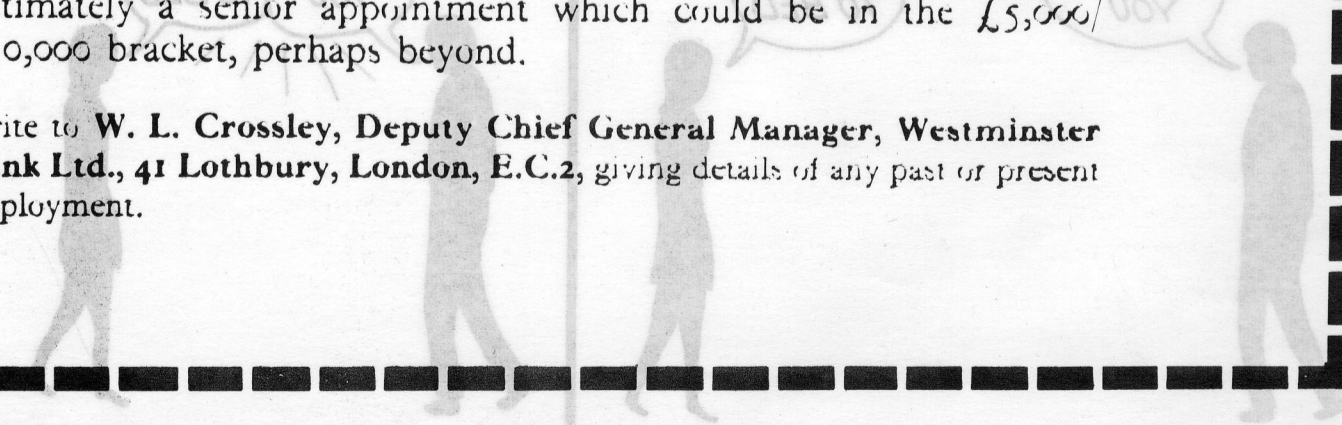 timately a senior appointment which could be in the £5,000/
0,000 bracket, perhaps beyond.
ite to W. L. Crossley, Deputy Chief General Manager, Westminster
nk Ltd., 41 Lothbury, London, E.C.2, giving details of any past or present
ployment.